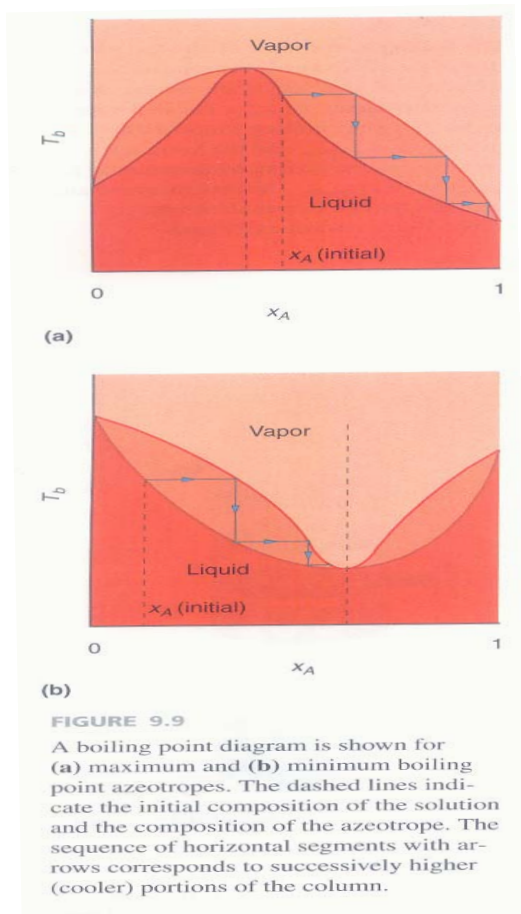 Vapor
T_b
Liquid
x_A (initial)
0
1
x_A
(a)
Vapor
T_b
Liquid
x_A (initial)
0
1
x_A
(b)
FIGURE 9.9
A boiling point diagram is shown for
(a) maximum and (b) minimum boiling
point azeotropes. The dashed lines indi-
cate the initial composition of the solution
and the composition of the azeotrope. The
sequence of horizontal segments with ar-
rows corresponds to successively higher
(cooler) portions of the column.